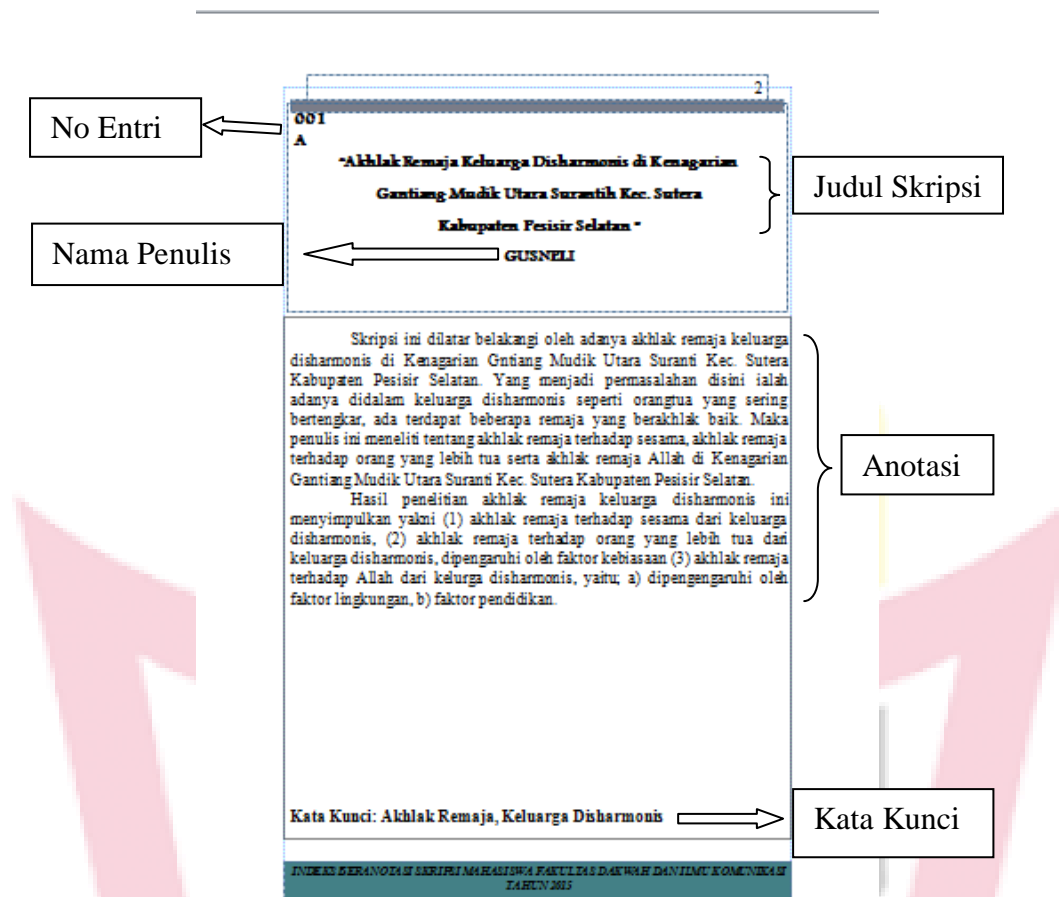 2
No Entri
001
A
"Akhlak Remaja Keluarga Disharmonis di Kenagarian
Gantiang Mudik Utara Surantih Kec. Sutera
Kabupaten Pesisir Selatan "
Judul Skripsi
Nama Penulis
GUSNELI
Skripsi ini dilatar belakangi oleh adanya akhlak remaja keluarga
disharmonis di Kenagarian Gntiang Mudik Utara Suranti Kec. Sutera
Kabupaten Pesisir Selatan. Yang menjadi permasalahan disini ialah
adanya didalam keluarga disharmonis seperti orangtua yang sering
bertengkar, ada terdapat beberapa remaja yang berakhlak baik. Maka
penulis ini meneliti tentang akhlak remaja terhadap sesama, akhlak remaja
terhadap orang yang lebih tua serta akhlak remaja Allah di Kenagarian
Gantiang Mudik Utara Suranti Kec. Sutera Kabupaten Pesisir Selatan.
Hasil penelitian akhlak remaja keluarga disharmonis ini
menyimpulkan yakni (1) akhlak remaja terhadap sesama dari keluarga
disharmonis, (2) akhlak remaja terhadap orang yang lebih tua dari
keluarga disharmonis, dipengaruhi oleh faktor kebiasaan (3) akhlak remaja
terhadap Allah dari kelurga disharmonis, yaitu; a) dipengengaruhi oleh
faktor lingkungan, b) faktor pendidikan.
Anotasi
Kata Kunci: Akhlak Remaja, Keluarga Disharmonis
Kata Kunci
INDEKS BERANOTASI SKRIPSI MAHASISWA FAKULTAS DAKWAH DAN ILMU KOMUNIKASI
TAHUN 2015